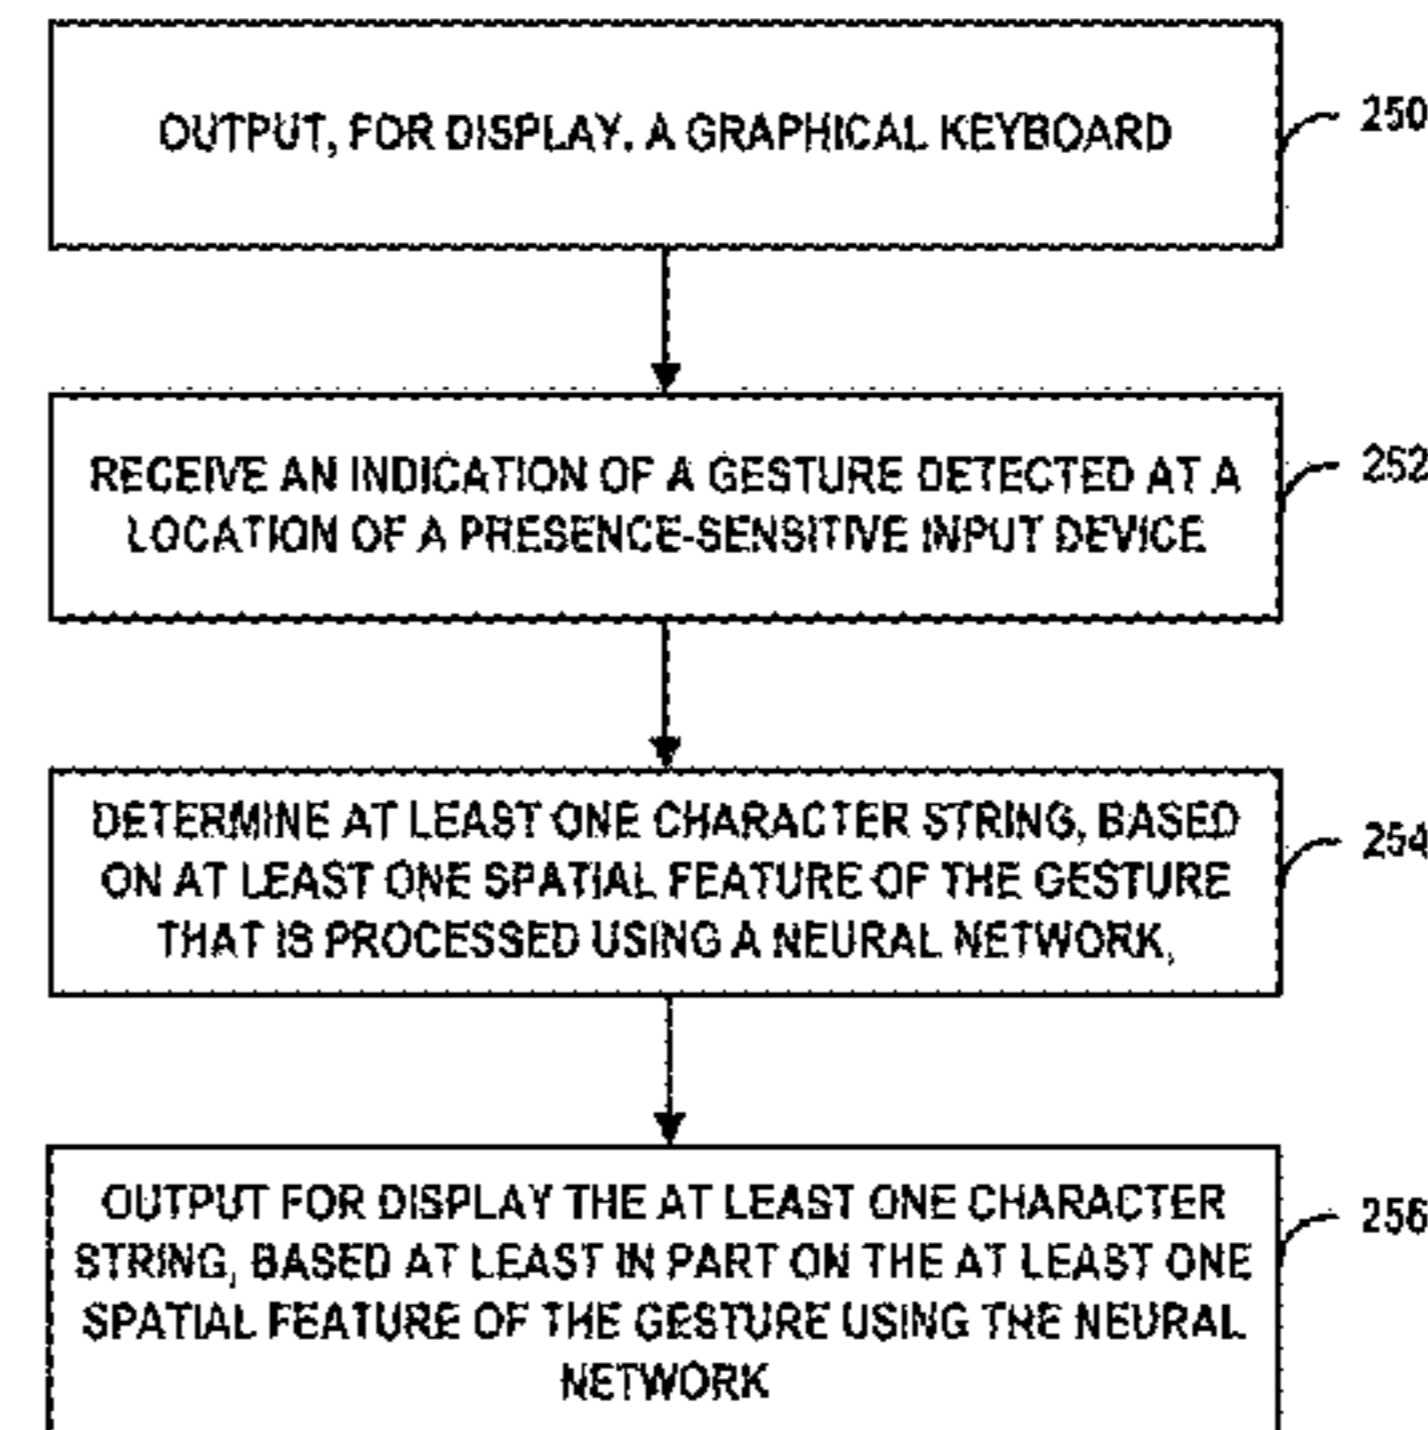 OUTPUT, FOR DISPLAY. A GRAPHICAL KEYBOARD
250
RECEIVE AN INDICATION OF A GESTURE DETECTED AT A
LOCATION OF A PRESENCE-SENSITIVE INPUT DEVICE
252
DETERMINE AT LEAST ONE CHARACTER STRING, BASED
ON AT LEAST ONE SPATIAL FEATURE OF THE GESTURE
THAT IS PROCESSED USING A NEURAL NETWORK,
254
OUTPUT FOR DISPLAY THE AT LEAST ONE CHARACTER
STRING, BASED AT LEAST IN PART ON THE AT LEAST ONE
SPATIAL FEATURE OF THE GESTURE USING THE NEURAL
NETWORK
256